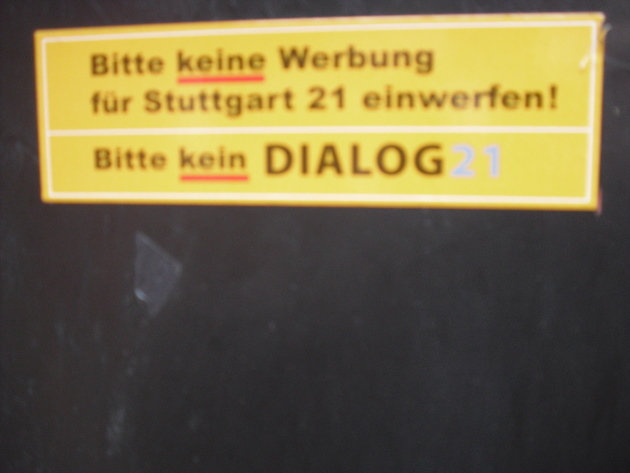 Bitte keine Werbung
für Stuttgart 21 einwerfen!
Bitte kein DIALOG21